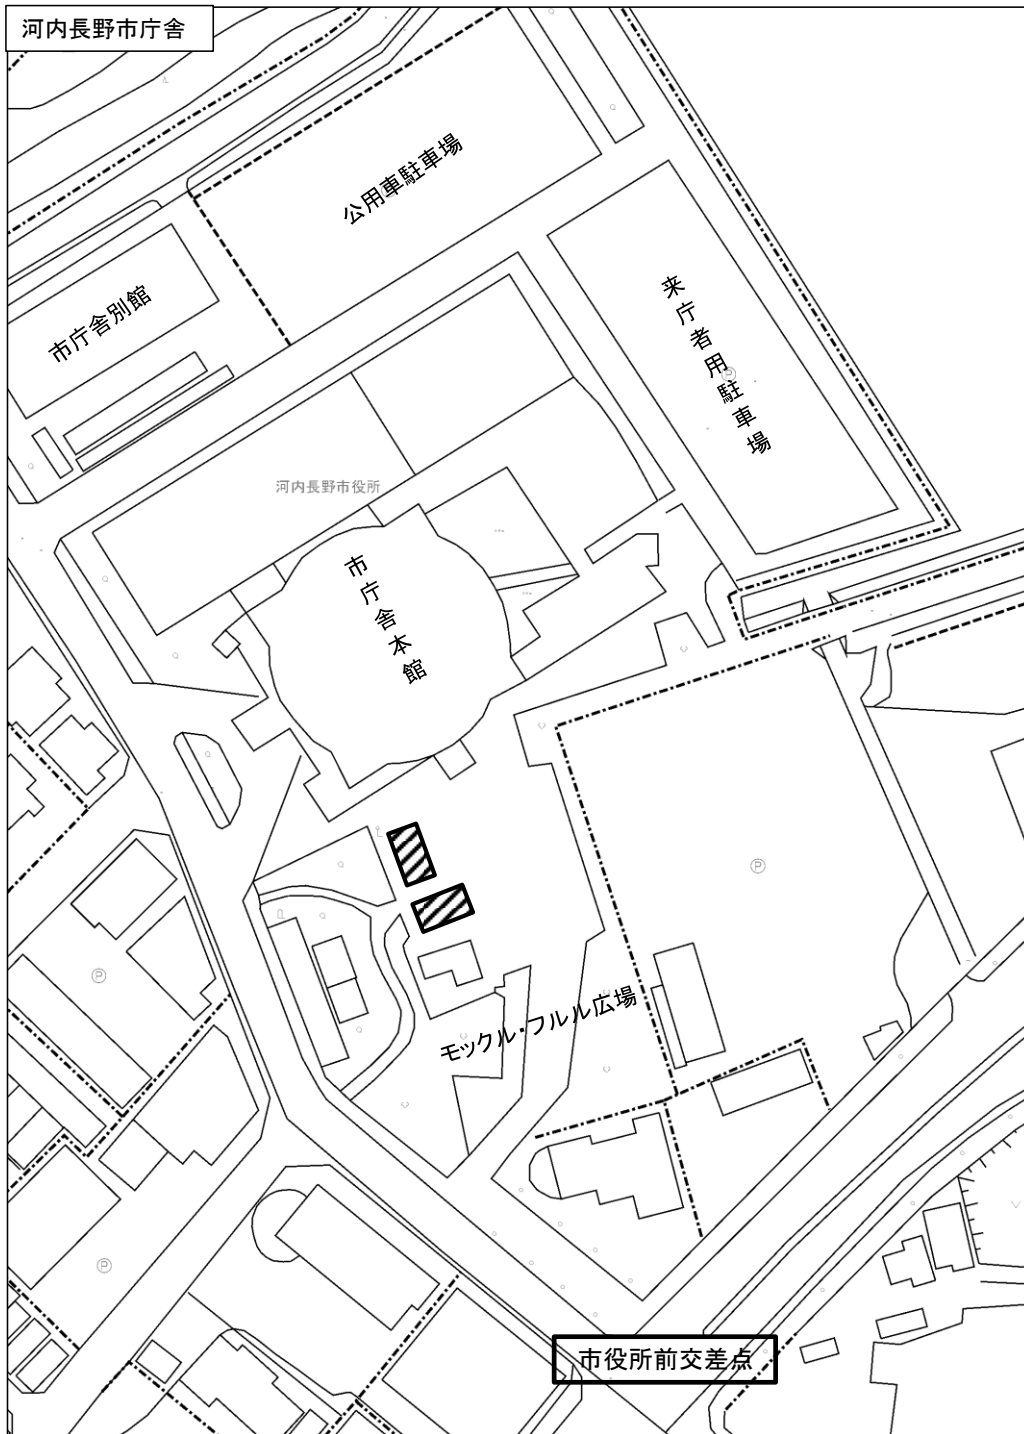 河内長野市庁舎
公用車駐車場
市庁舎別館
来庁者用駐車場
Ⓟ
河内長野市役所
市庁舎本館
Ⓟ
Ⓟ
モックル・フルル広場
Ⓟ
市役所前交差点